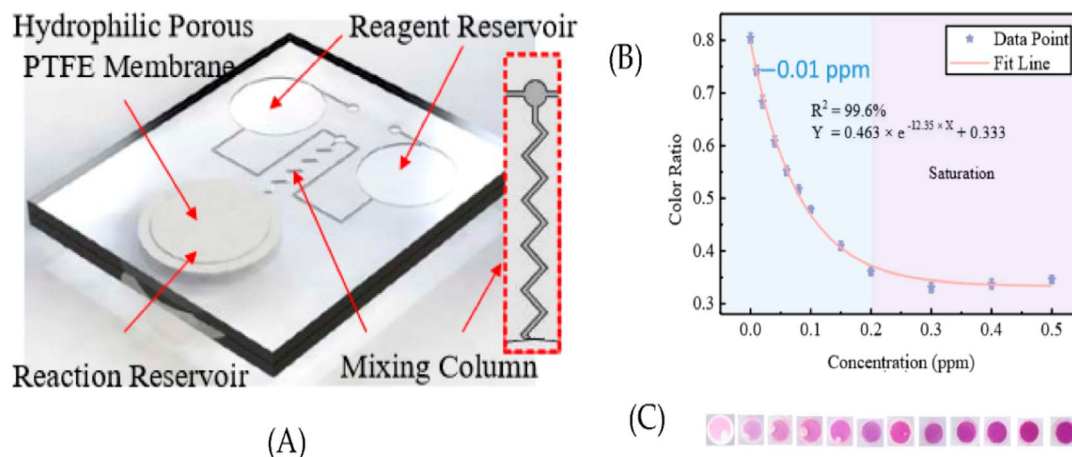 Hydrophilic Porous
PTFE Membrane
Reagent Reservoir
Reaction Reservoir
Mixing Column
(A)
(B)
Color Ratio
0.8
0.7
0.6
0.5
0.4
0.3
0.01 ppm
Data Point
Fit Line
R² = 99.6%
Y = 0.463 × e^-12.35 × X + 0.333
Saturation
0.0 0.1 0.2 0.3 0.4 0.5
Concentration (ppm)
(C)